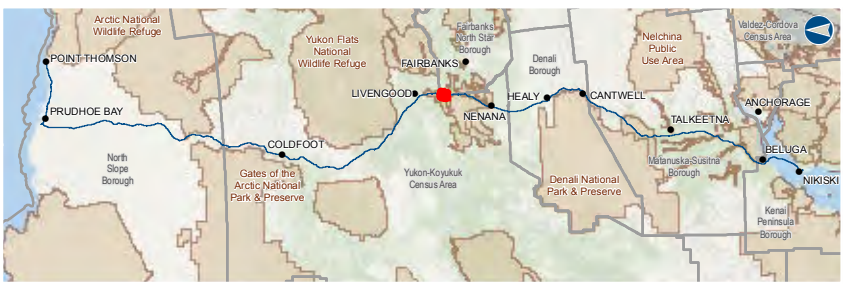 Arctic National
Wildlife Refuge
POINT THOMSON
PRUDHOE BAY
North
Slope
Borough
COLDFOOT
Gates of the
Arctic National
Park & Preserve
Yukon Flats
National
Wildlife Refuge
LIVENGOOD
FAIRBANKS
Fairbanks
North Star
Borough
NENANA
Yukon-Koyukuk
Census Area
Denali
Borough
HEALY
CANTWELL
Denali National
Park & Preserve
Nelchina
Public
Use Area
TALKEETNA
Matanuska-Susitna
Borough
Valdez-Cordova
Census Area
ANCHORAGE
BELUGA
NIKISKI
Kenai
Peninsula
Borough